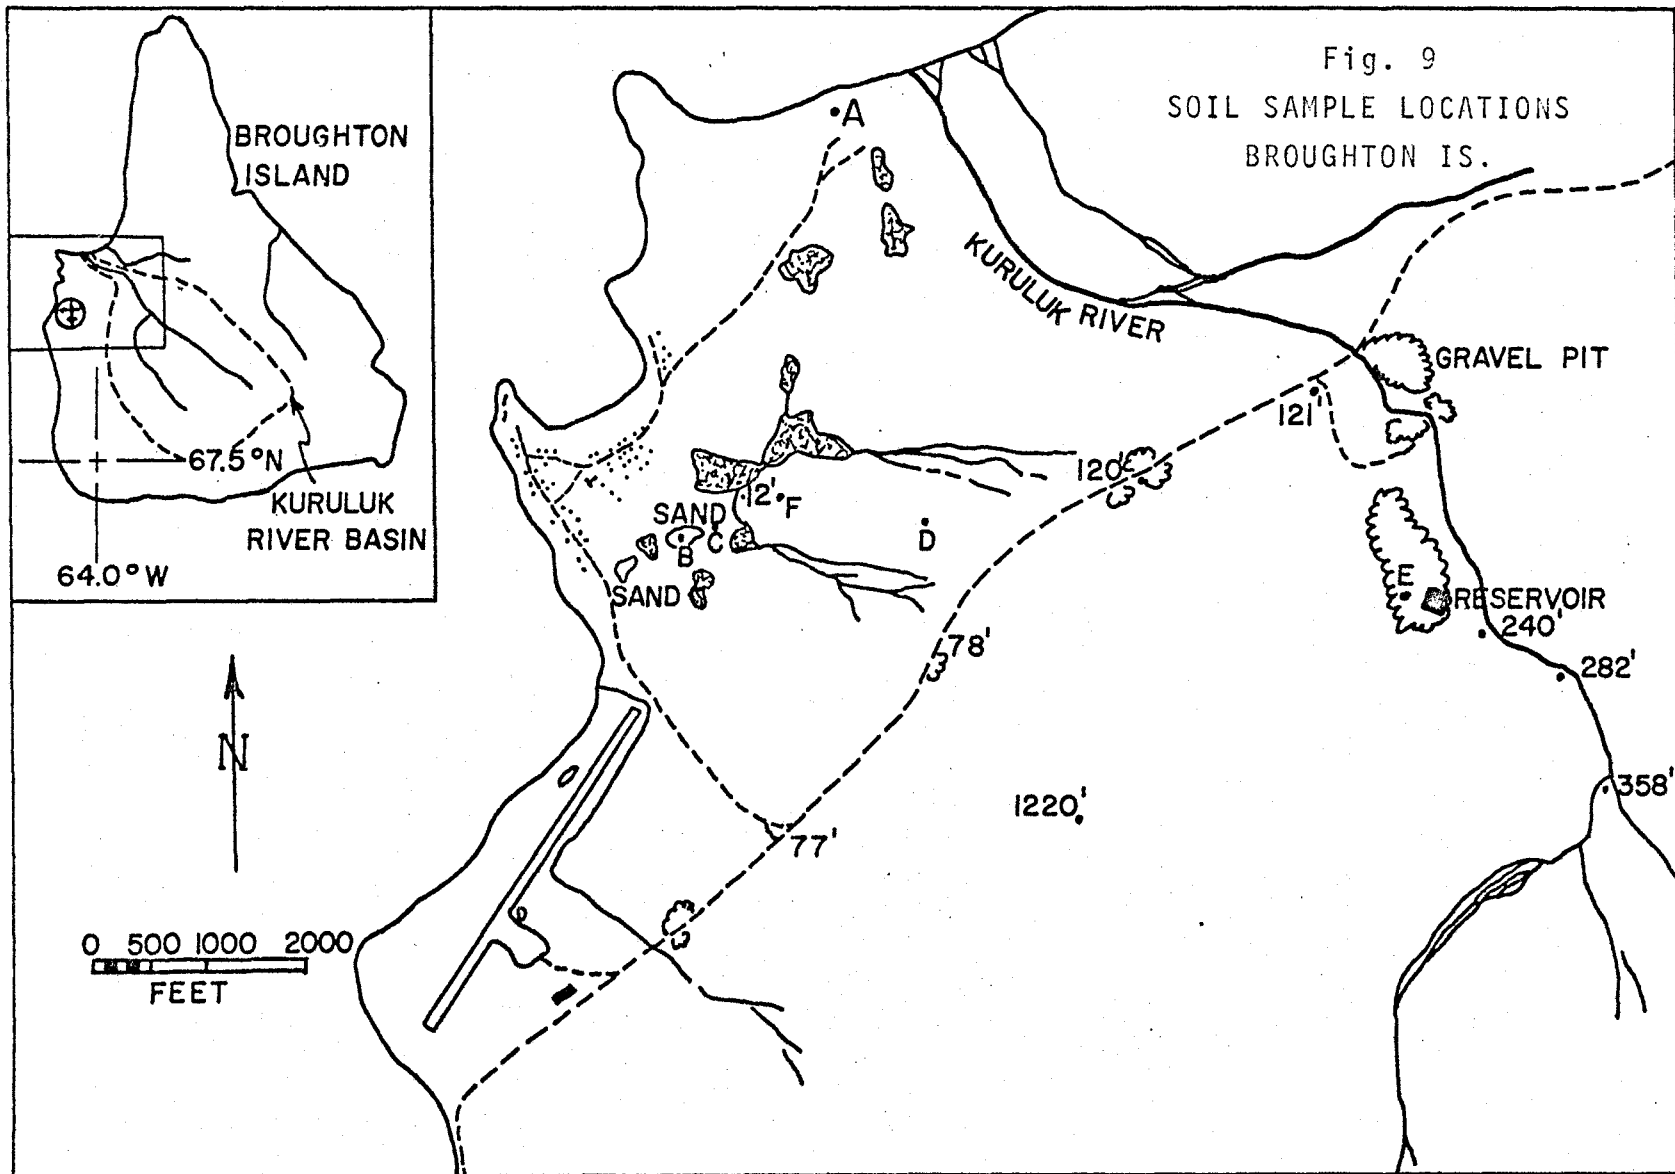 Fig. 9
SOIL SAMPLE LOCATIONS
BROUGHTON IS.
BROUGHTON
ISLAND
67.5°N
KURULUK
RIVER BASIN
64.0°W
A
KURULUK RIVER
GRAVEL PIT
121'
120'
12'
F
SAND
B
C
D
SAND
E
RESERVOIR
240'
78'
282'
358'
1220'
77'
N
0 500 1000 2000
FEET